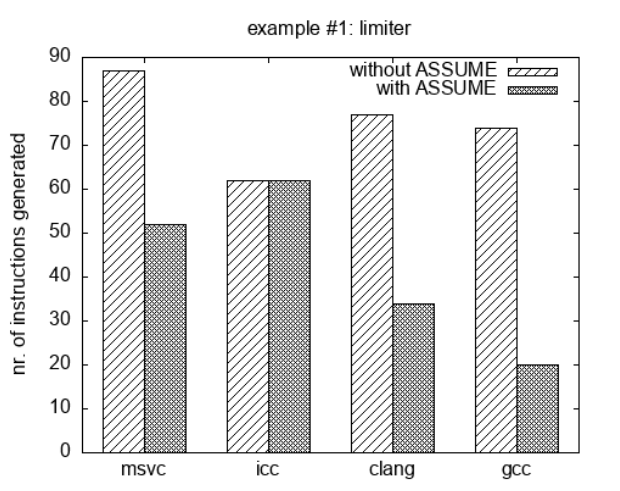 example #1: limiter
without ASSUME
with ASSUME
nr. of instructions generated
90
80
70
60
50
40
30
20
10
0
msvc icc clang gcc